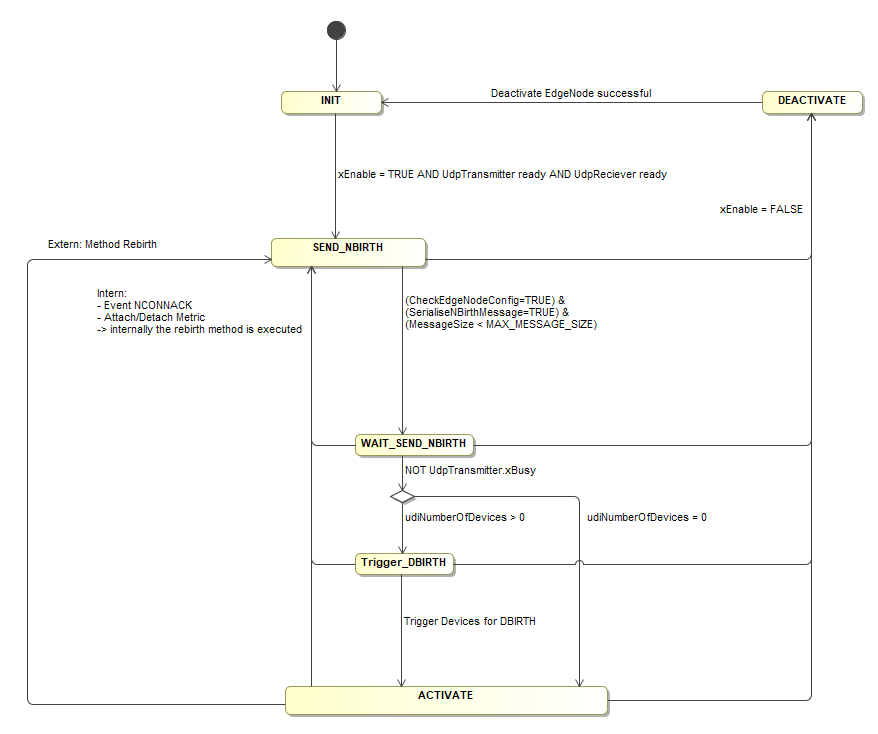 Deactivate EdgeNode successful
INIT
DEACTIVATE
xEnable = TRUE AND UdpTransmitter ready AND UdpReciever ready
xEnable = FALSE
Extern: Method Rebirth
SEND_NBIRTH
Intern:
- Event NCONNACK
- Attach/Detach Metric
-> internally the rebirth method is executed
(CheckEdgeNodeConfig=TRUE) &
(SerialiseNBirthMessage=TRUE) &
(MessageSize < MAX_MESSAGE_SIZE)
WAIT_SEND_NBIRTH
NOT UdpTransmitter.xBusy
udiNumberOfDevices > 0
udiNumberOfDevices = 0
Trigger_DBIRTH
Trigger Devices for DBIRTH
ACTIVATE